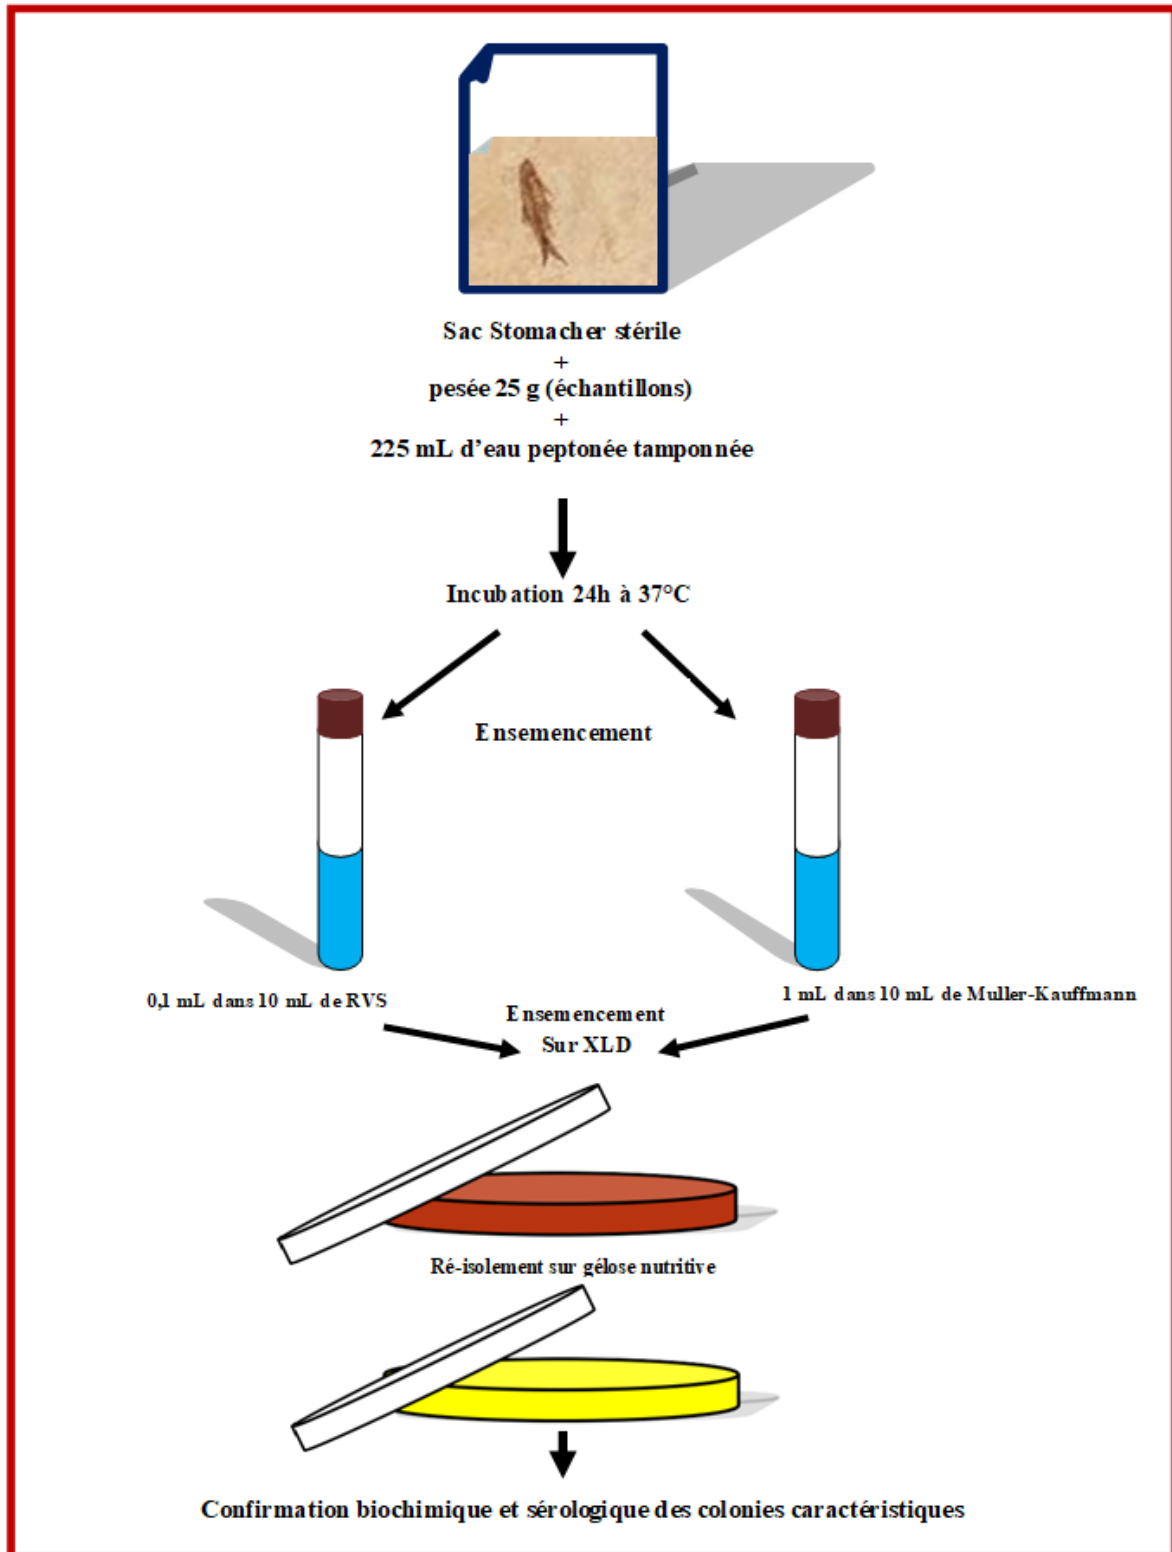 Sac Stomacher stérile
+
pesée 25 g (échantillons)
+
225 mL d’eau peptonée tamponnée
Incubation 24h à 37°C
Ensemencement
0,1 mL dans 10 mL de RVS
1 mL dans 10 mL de Muller-Kauffmann
Ensemencement
Sur XLD
Ré-isolement sur gélose nutritive
Confirmation biochimique et sérologique des colonies caractéristiques